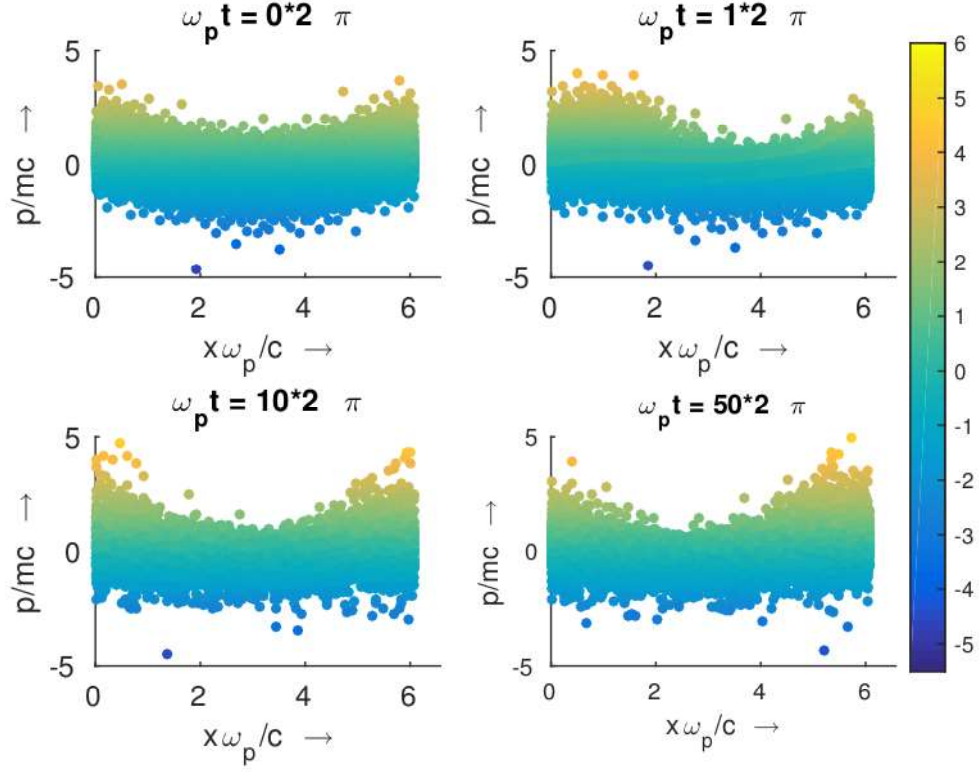 ω_p t = 0*2 π
5
0
-5
p/mc →
0 2 4 6
x ω_p/c →
ω_p t = 1*2 π
5
0
-5
p/mc →
0 2 4 6
x ω_p/c →
6
5
4
3
2
1
0
-1
-2
-3
-4
-5
ω_p t = 10*2 π
5
0
-5
p/mc →
0 2 4 6
x ω_p/c →
ω_p t = 50*2 π
5
0
-5
p/mc →
0 2 4 6
x ω_p/c →